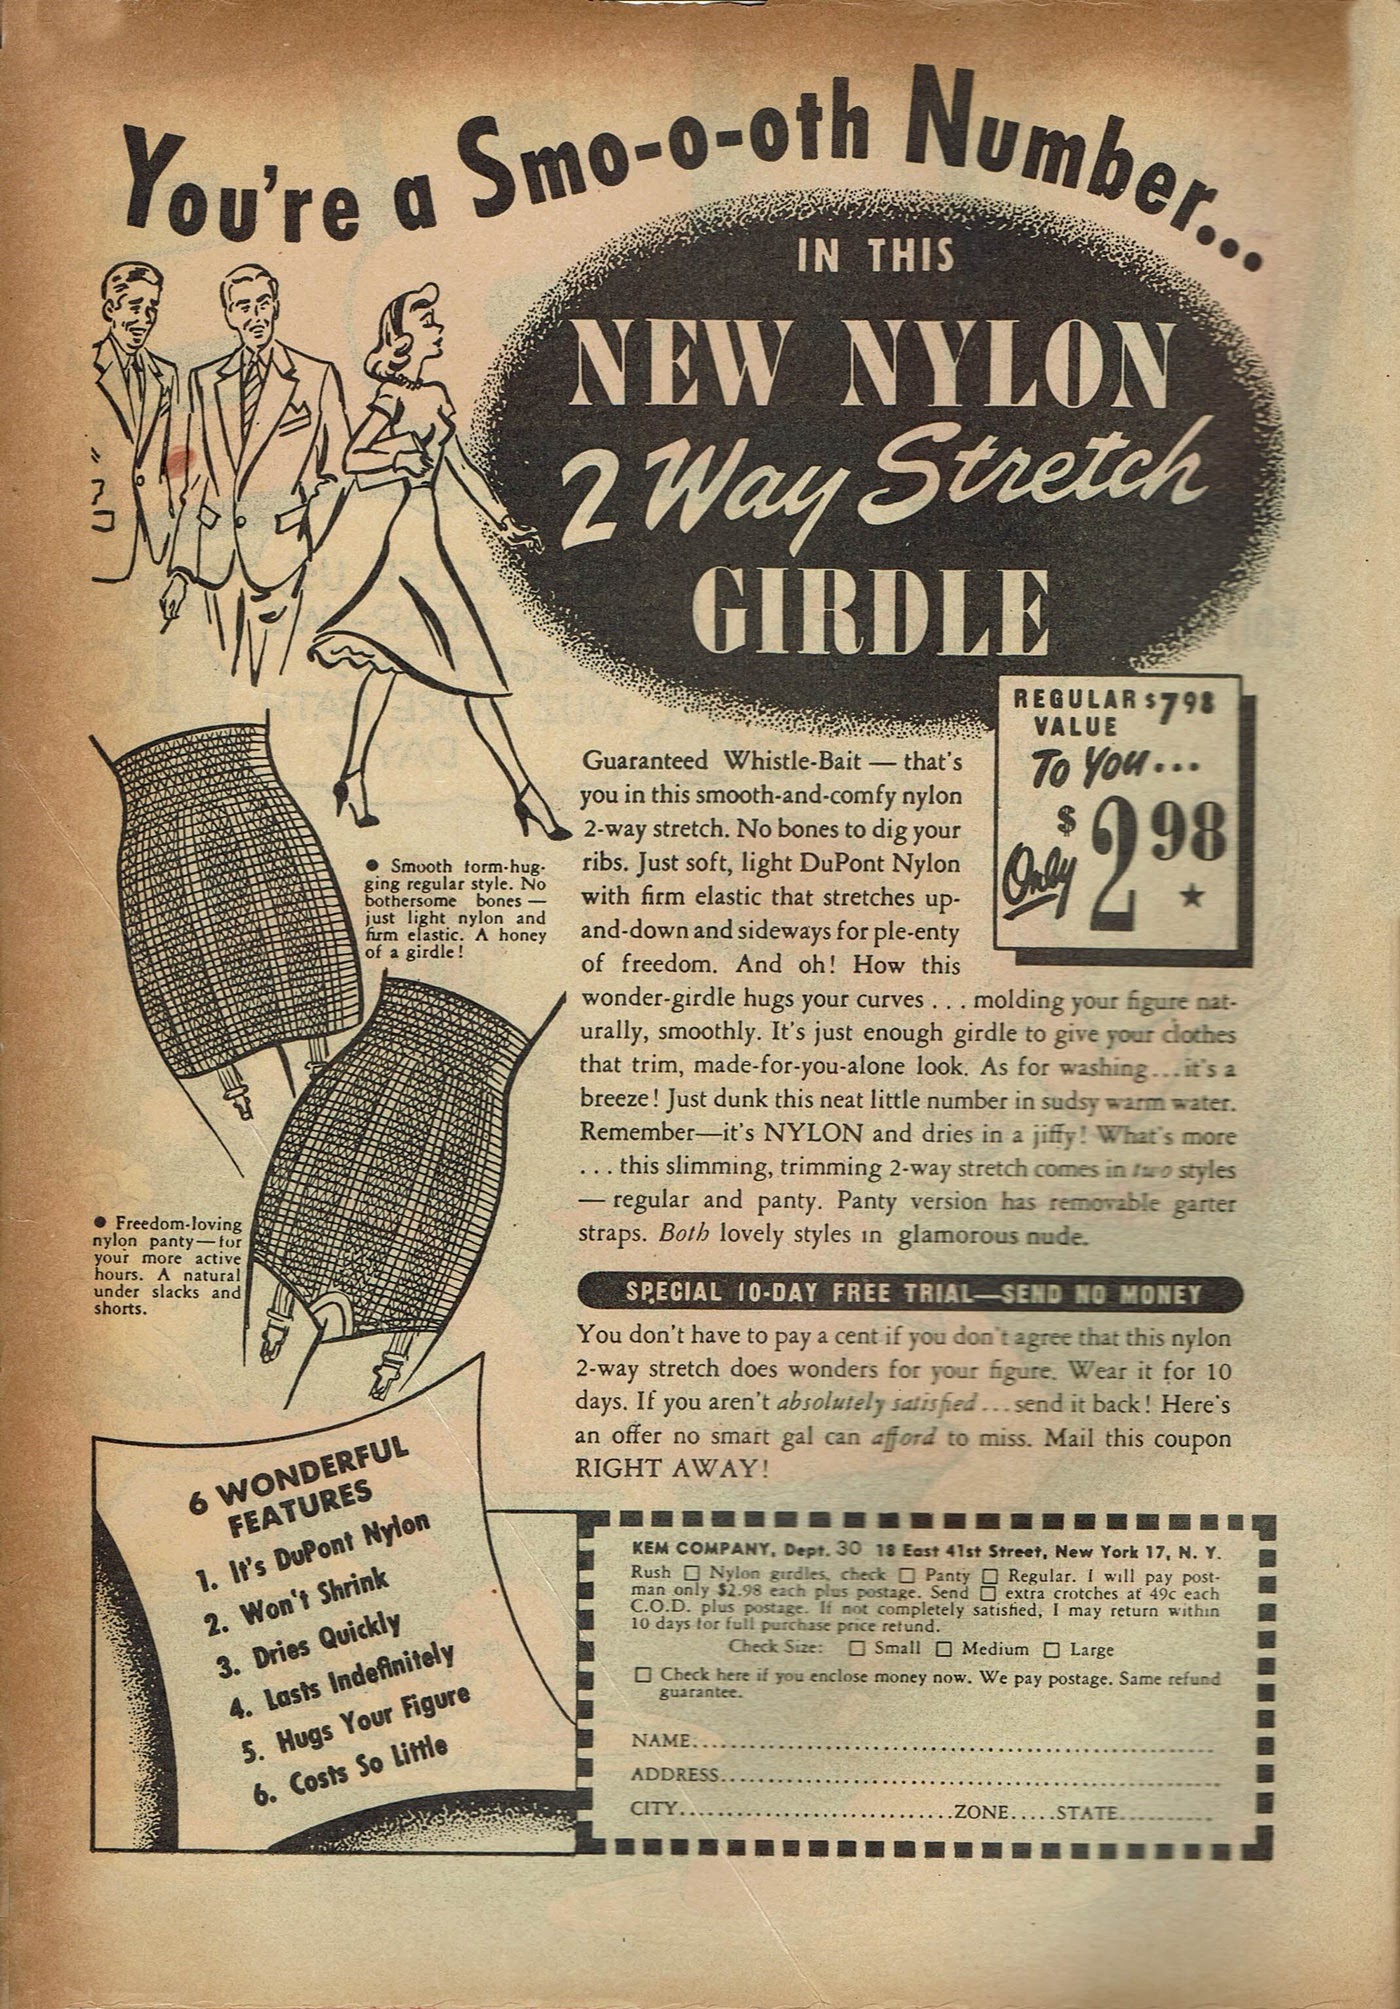 You're a Smo-o-oth Number...
IN THIS
NEW NYLON
2 Way Stretch
GIRDLE
REGULAR $7.98
VALUE
To You...
Only $2.98
★
Guaranteed Whistle-Bait — that's
you in this smooth-and-comfy nylon
2-way stretch. No bones to dig your
ribs. Just soft, light DuPont Nylon
with firm elastic that stretches up-
and-down and sideways for ple-enty
of freedom. And oh! How this
wonder-girdle hugs your curves . . . molding your figure nat-
urally, smoothly. It's just enough girdle to give your clothes
that trim, made-for-you-alone look. As for washing...it's a
breeze! Just dunk this neat little number in sudsy warm water.
Remember—it's NYLON and dries in a jiffy! What's more
. . . this slimming, trimming 2-way stretch comes in two styles
— regular and panty. Panty version has removable garter
straps. Both lovely styles in glamorous nude.
● Smooth form-hug-
ging regular style. No
bothersome bones —
just light nylon and
firm elastic. A honey
of a girdle!
● Freedom-loving
nylon panty—for
your more active
hours. A natural
under slacks and
shorts.
SPECIAL 10-DAY FREE TRIAL—SEND NO MONEY
You don't have to pay a cent if you don't agree that this nylon
2-way stretch does wonders for your figure. Wear it for 10
days. If you aren't absolutely satisfied...send it back! Here's
an offer no smart gal can afford to miss. Mail this coupon
RIGHT AWAY!
6 WONDERFUL
FEATURES
1. It's DuPont Nylon
2. Won't Shrink
3. Dries Quickly
4. Lasts Indefinitely
5. Hugs Your Figure
6. Costs So Little
KEM COMPANY, Dept. 30 18 East 41st Street, New York 17, N. Y.
Rush □ Nylon girdles, check □ Panty □ Regular. I will pay post-
man only $2.98 each plus postage. Send □ extra crotches at 49c each
C.O.D. plus postage. If not completely satisfied, I may return within
10 days for full purchase price refund.
Check Size: □ Small □ Medium □ Large
□ Check here if you enclose money now. We pay postage. Same refund
guarantee.
NAME
ADDRESS
CITY ZONE STATE